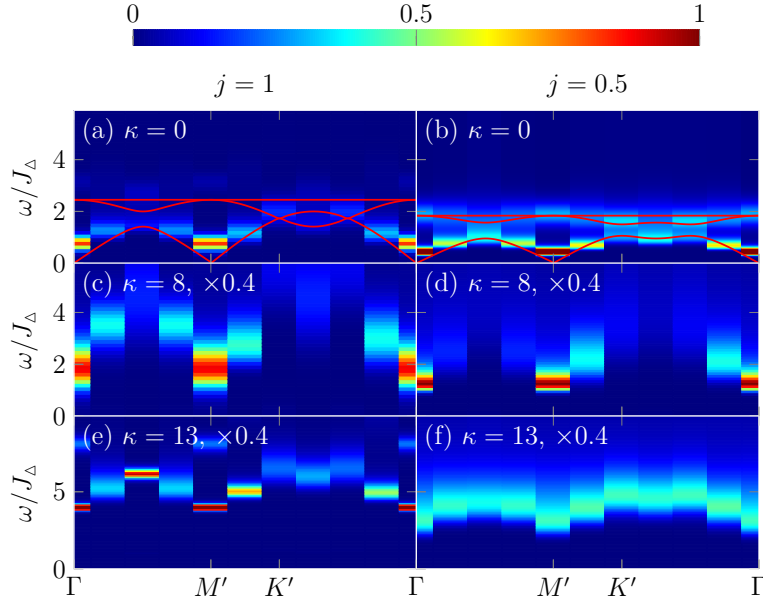 0 0.5 1
j = 1 j = 0.5
(a) κ = 0 (b) κ = 0
4
2
0
ω/J△
(c) κ = 8, ×0.4 (d) κ = 8, ×0.4
4
2
0
ω/J△
(e) κ = 13, ×0.4 (f) κ = 13, ×0.4
5
0
ω/J△
Γ M′ K′ Γ M′ K′ Γ